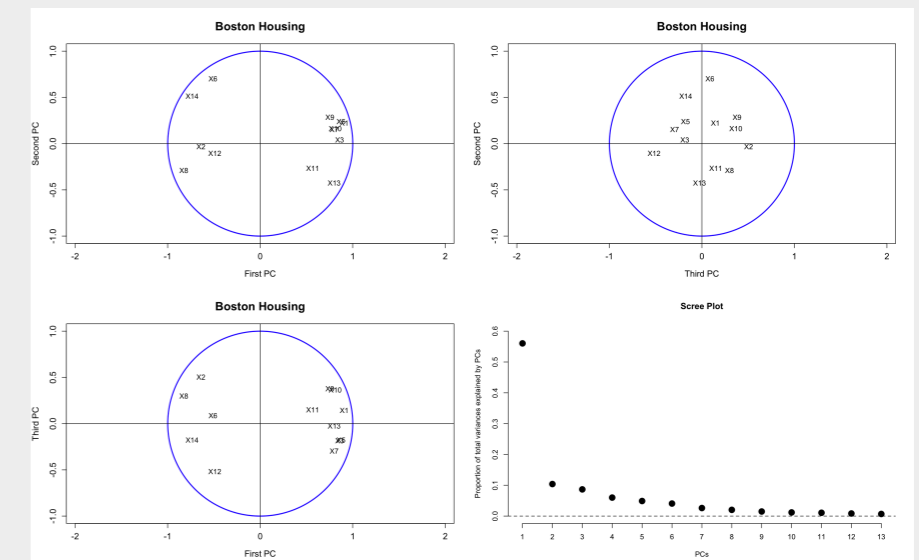 Boston Housing
Second PC
1.0
0.5
0.0
-0.5
-1.0
X6
X14
X9
X1
X10
X3
X2
X12
X11
X8
X13
-2 -1 0 1 2
First PC
Boston Housing
Second PC
1.0
0.5
0.0
-0.5
-1.0
X6
X14
X9
X5 X1
X7 X10
X3
X2
X12
X11 X8
X13
-2 -1 0 1 2
Third PC
Boston Housing
Third PC
1.0
0.5
0.0
-0.5
-1.0
X2
X10
X8
X11 X1
X6
X13
X14
X7
X12
-2 -1 0 1 2
First PC
Scree Plot
Proportion of total variances explained by PCs
0.6
0.5
0.4
0.3
0.2
0.1
0.0
1 2 3 4 5 6 7 8 9 10 11 12 13
PCs